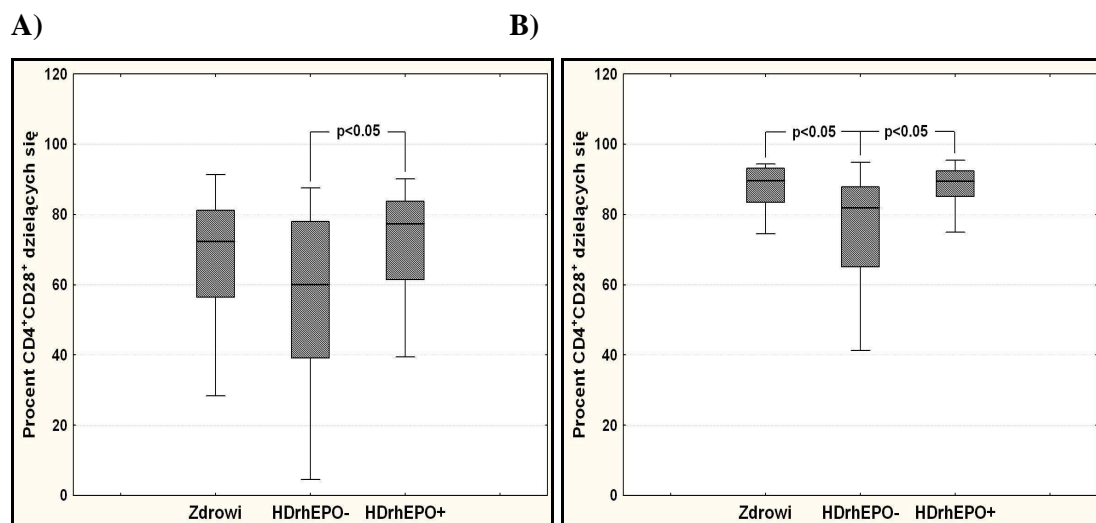 A) B)
120
100
80
60
40
20
0
Procent CD4⁺CD28⁺ dzielących się
p<0.05
Zdrowi HDrhEPO- HDrhEPO+
120
100
80
60
40
20
0
Procent CD4⁺CD28⁺ dzielących się
p<0.05 p<0.05
Zdrowi HDrhEPO- HDrhEPO+